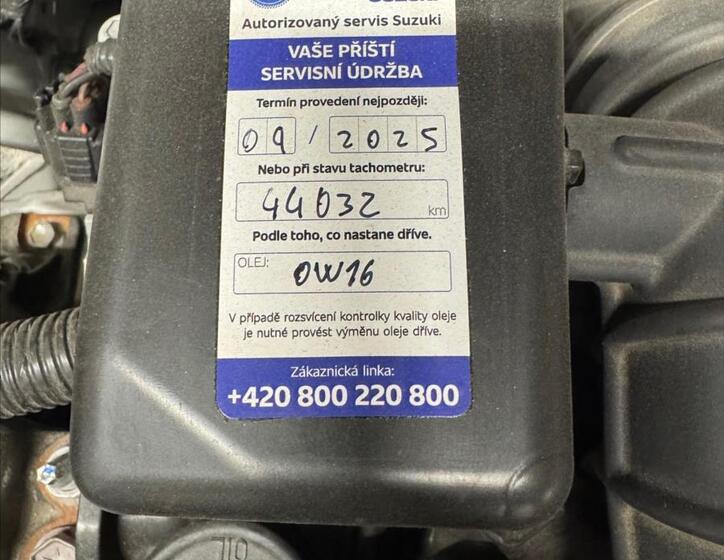 Autorizovaný servis Suzuki
VAŠE PŘÍŠTÍ
SERVISNÍ ÚDRŽBA
Termín provedení nejpozději:
09 / 2025
Nebo při stavu tachometru:
44032 km
Podle toho, co nastane dříve.
OLEJ: 0W16
V případě rozsvícení kontrolky kvality oleje
je nutné provést výměnu oleje dříve.
Zákaznická linka:
+420 800 220 800
OIL